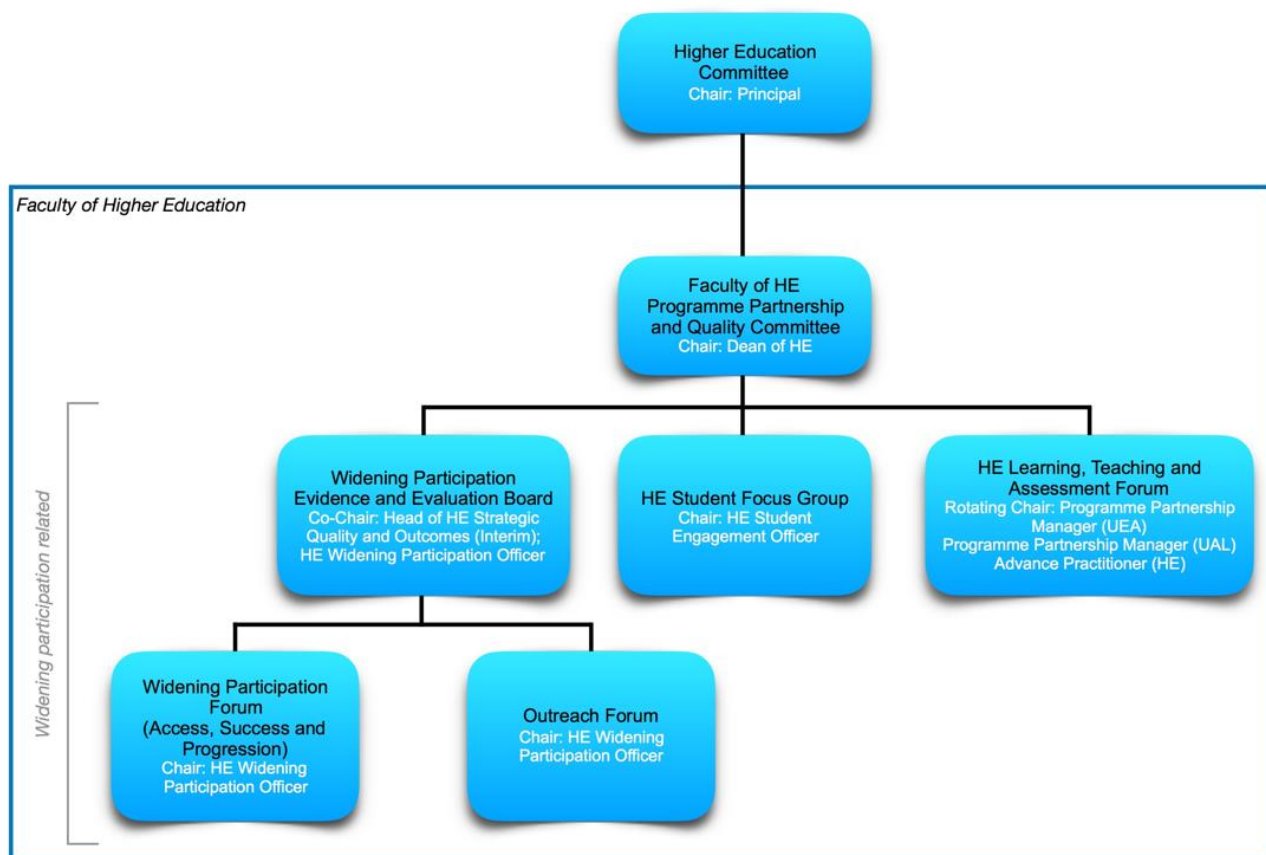 Higher Education
Committee
Chair: Principal
Faculty of Higher Education
Faculty of HE
Programme Partnership
and Quality Committee
Chair: Dean of HE
Widening participation related
Widening Participation
Evidence and Evaluation Board
Co-Chair: Head of HE Strategic
Quality and Outcomes (Interim);
HE Widening Participation Officer
HE Student Focus Group
Chair: HE Student
Engagement Officer
HE Learning, Teaching and
Assessment Forum
Rotating Chair: Programme Partnership
Manager (UEA)
Programme Partnership Manager (UAL)
Advance Practitioner (HE)
Widening Participation
Forum
(Access, Success and
Progression)
Chair: HE Widening
Participation Officer
Outreach Forum
Chair: HE Widening
Participation Officer